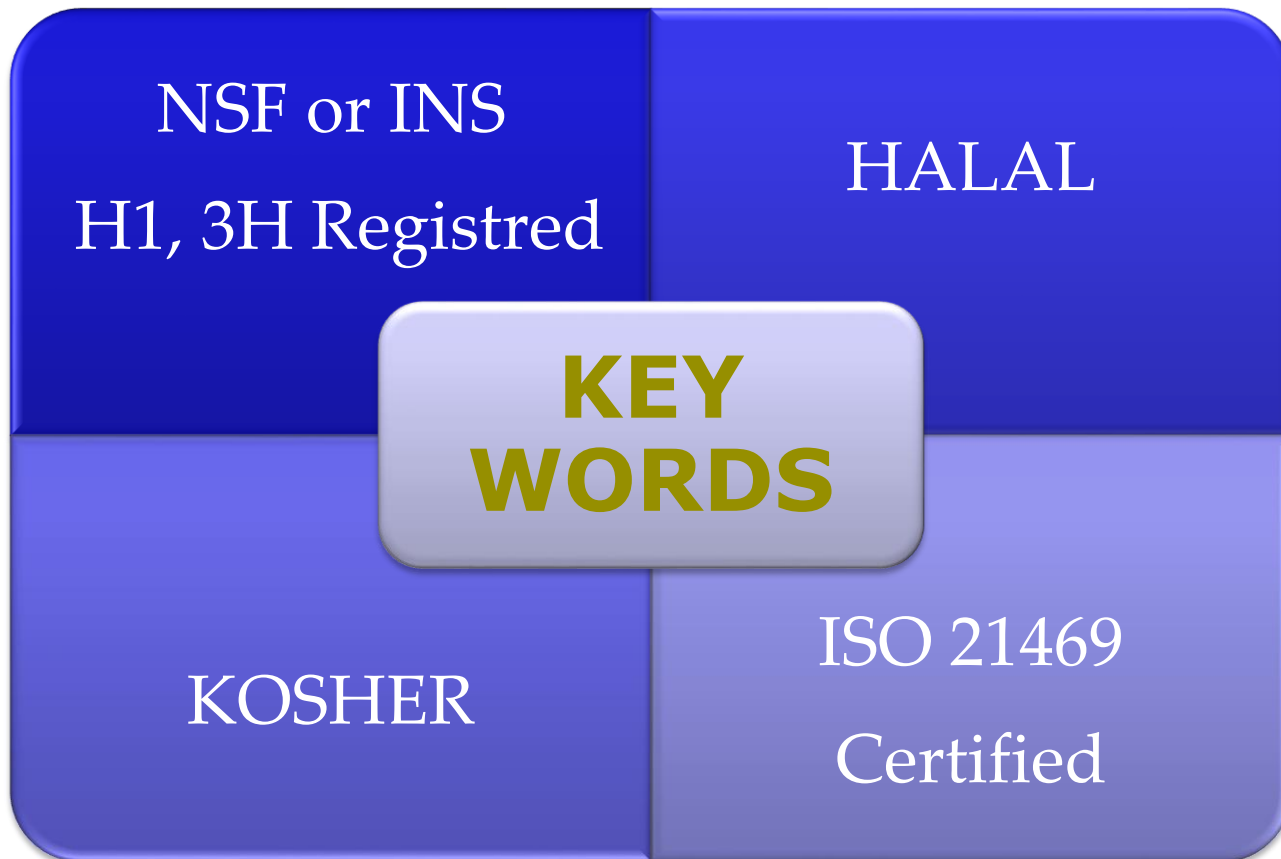 NSF or INS
H1, 3H Registred
HALAL
KEY
WORDS
KOSHER
ISO 21469
Certified